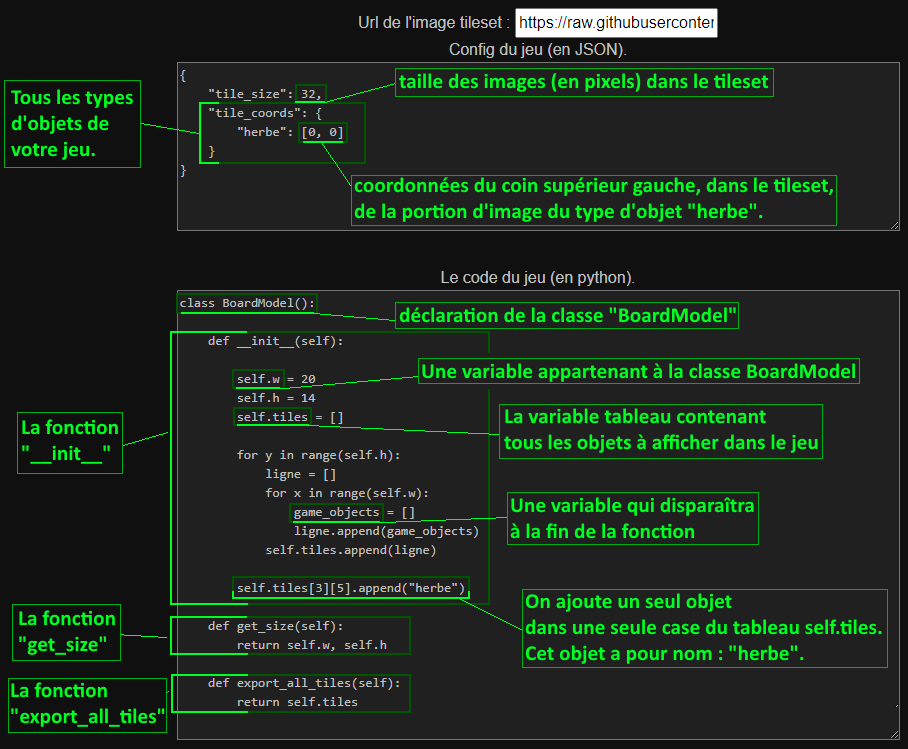 Url de l'image tileset : https://raw.githubuserconter
Config du jeu (en JSON).
{
"tile_size": 32,
taille des images (en pixels) dans le tileset
Tous les types
d'objets de
votre jeu.
"tile_coords": {
"herbe": [0, 0]
}
}
coordonnées du coin supérieur gauche, dans le tileset,
de la portion d'image du type d'objet "herbe".
Le code du jeu (en python).
class BoardModel():
déclaration de la classe "BoardModel"
def __init__(self):
self.w = 20
Une variable appartenant à la classe BoardModel
self.h = 14
self.tiles = []
La variable tableau contenant
tous les objets à afficher dans le jeu
La fonction
"__init__"
for y in range(self.h):
ligne = []
for x in range(self.w):
game_objects = []
ligne.append(game_objects)
self.tiles.append(ligne)
Une variable qui disparaîtra
à la fin de la fonction
self.tiles[3][5].append("herbe")
On ajoute un seul objet
dans une seule case du tableau self.tiles.
Cet objet a pour nom : "herbe".
La fonction
"get_size"
def get_size(self):
return self.w, self.h
La fonction
"export_all_tiles"
def export_all_tiles(self):
return self.tiles